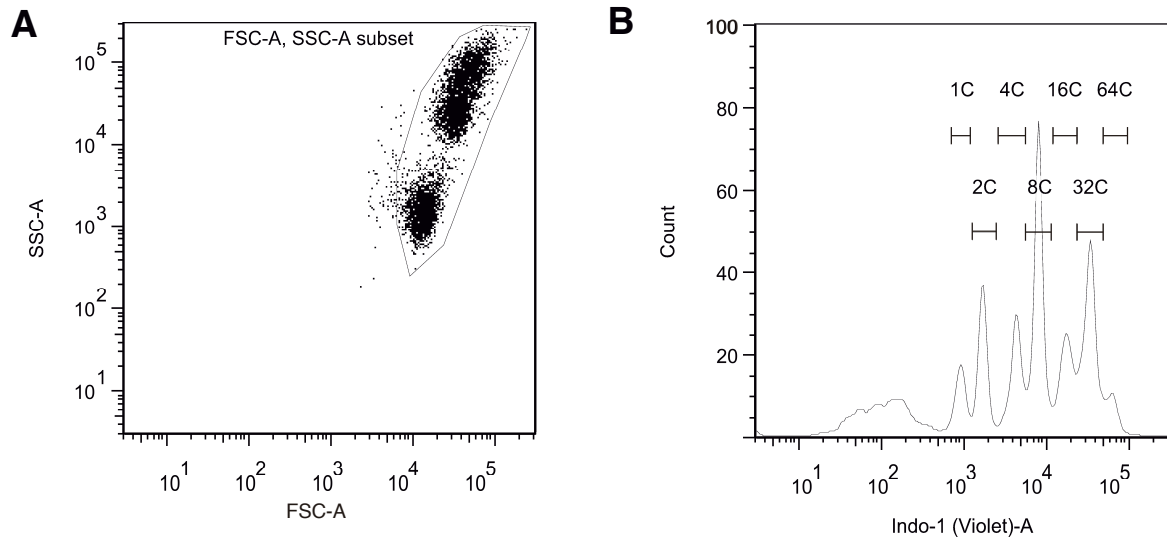 A
FSC-A, SSC-A subset
10^5
10^4
10^3
10^2
10^1
SSC-A
10^1 10^2 10^3 10^4 10^5
FSC-A
B
100
80
60
40
20
Count
1C 4C 16C 64C
2C 8C 32C
10^1 10^2 10^3 10^4 10^5
Indo-1 (Violet)-A